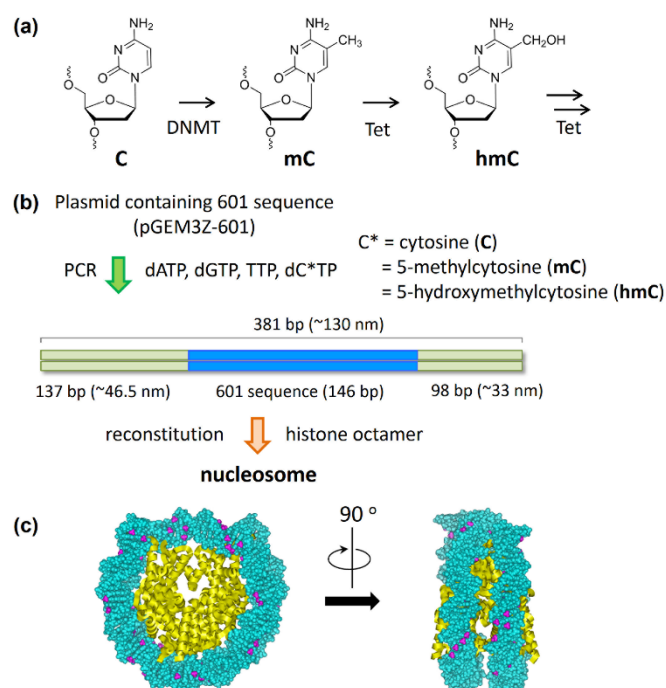 (a)
NH₂
N
O
N
O
O
O
C
DNMT
NH₂
CH₃
N
O
N
O
O
O
mC
Tet
NH₂
CH₂OH
N
O
N
O
O
O
hmC
Tet
(b)
Plasmid containing 601 sequence
(pGEM3Z-601)
PCR
dATP, dGTP, TTP, dC*TP
C* = cytosine (C)
= 5-methylcytosine (mC)
= 5-hydroxymethylcytosine (hmC)
381 bp (~130 nm)
137 bp (~46.5 nm)
601 sequence (146 bp)
98 bp (~33 nm)
reconstitution
histone octamer
nucleosome
(c)
90 °